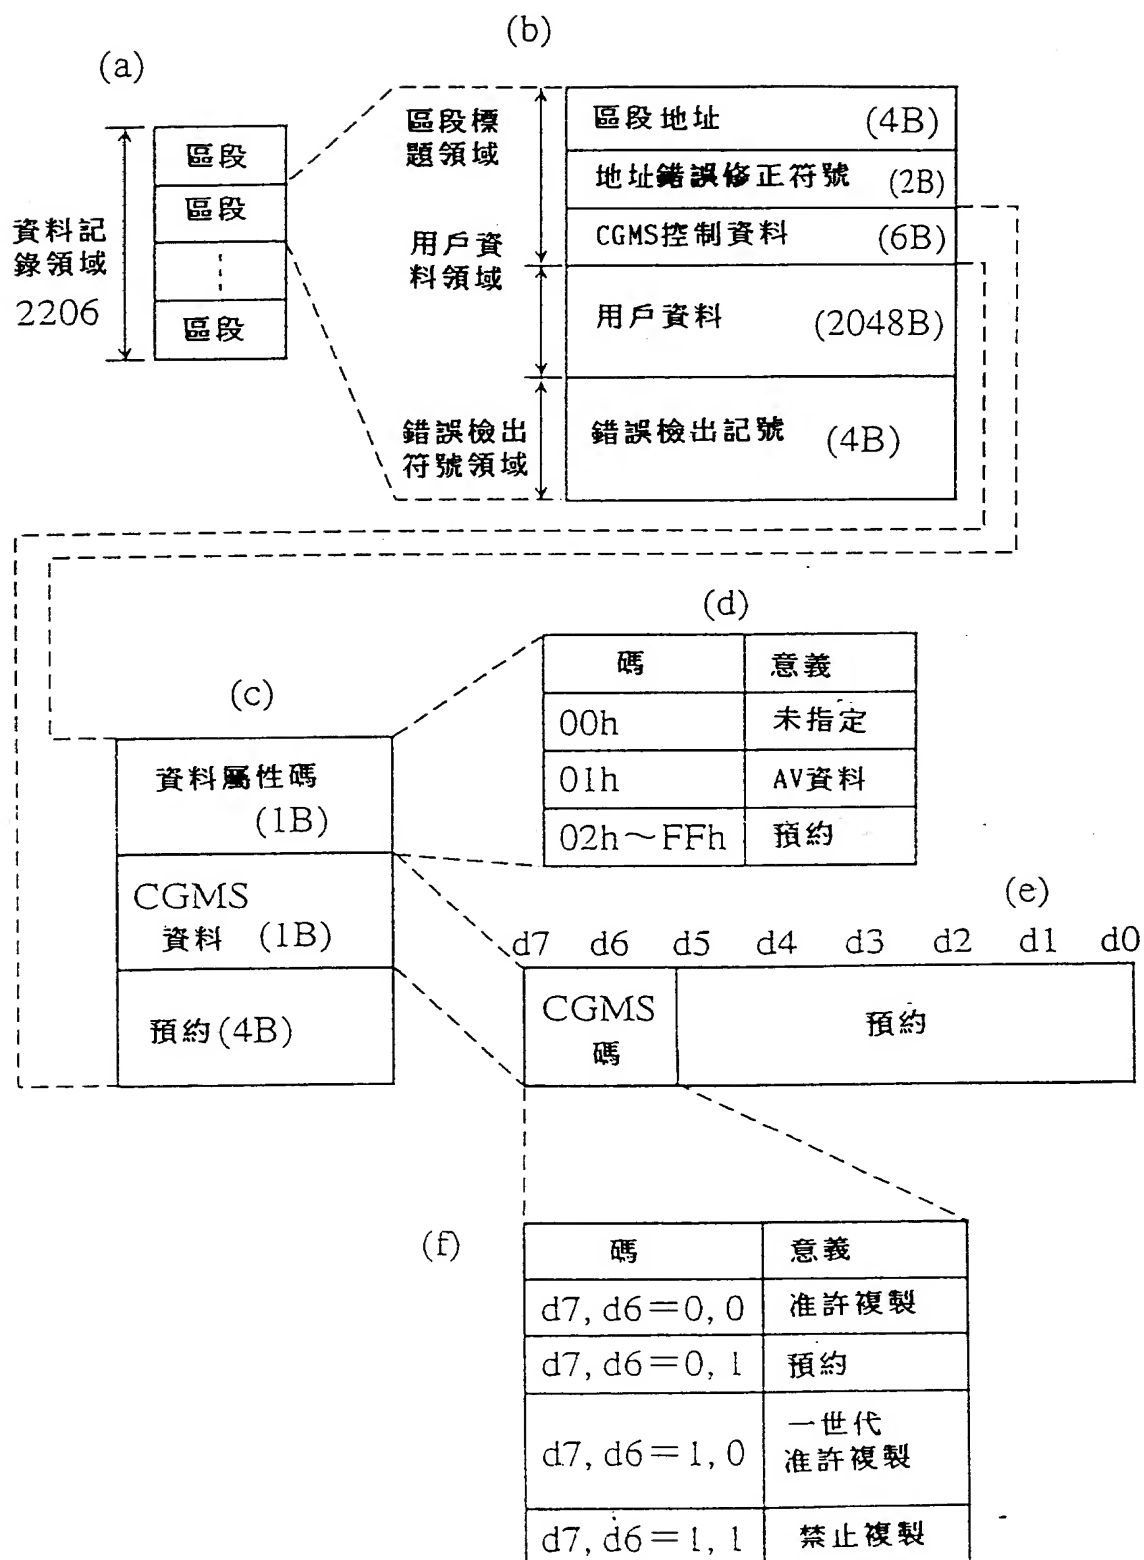 (a)
資料記
錄領域
2206
區段
區段
區段
(b)
區段標
題領域
用戶資
料領域
錯誤檢出
符號領域
區段地址 (4B)
地址錯誤修正符號 (2B)
CGMS控制資料 (6B)
用戶資料 (2048B)
錯誤檢出記號 (4B)
(c)
資料屬性碼
(1B)
CGMS
資料 (1B)
預約(4B)
(d)
碼 意義
00h 未指定
01h AV資料
02h～FFh 預約
(e)
d7 d6 d5 d4 d3 d2 d1 d0
CGMS
碼
預約
(f)
碼 意義
d7, d6＝0, 0 准許複製
d7, d6＝0, 1 預約
d7, d6＝1, 0 一世代
准許複製
d7, d6＝1, 1 禁止複製